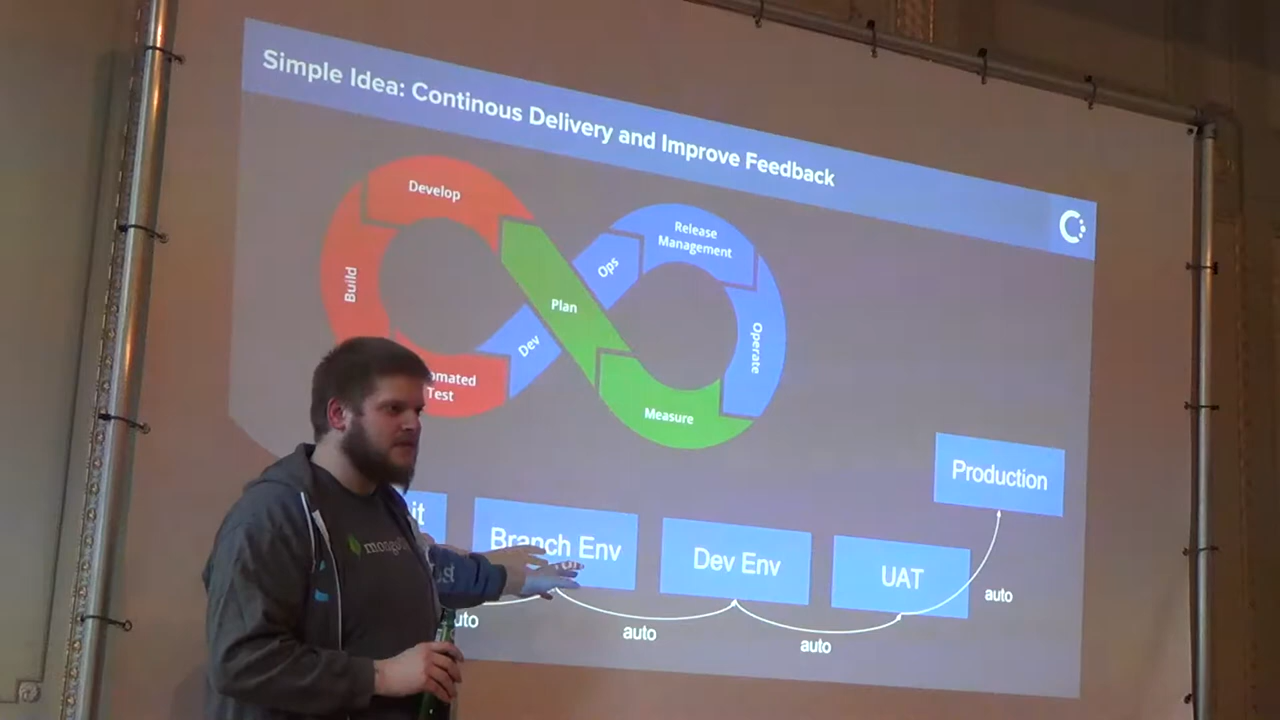 Simple Idea: Continous Delivery and Improve Feedback
Develop
Release
Management
Ops
Build
Plan
Operate
Dev
Test
Measure
Production
Branch Env
Dev Env
UAT
auto
auto
auto